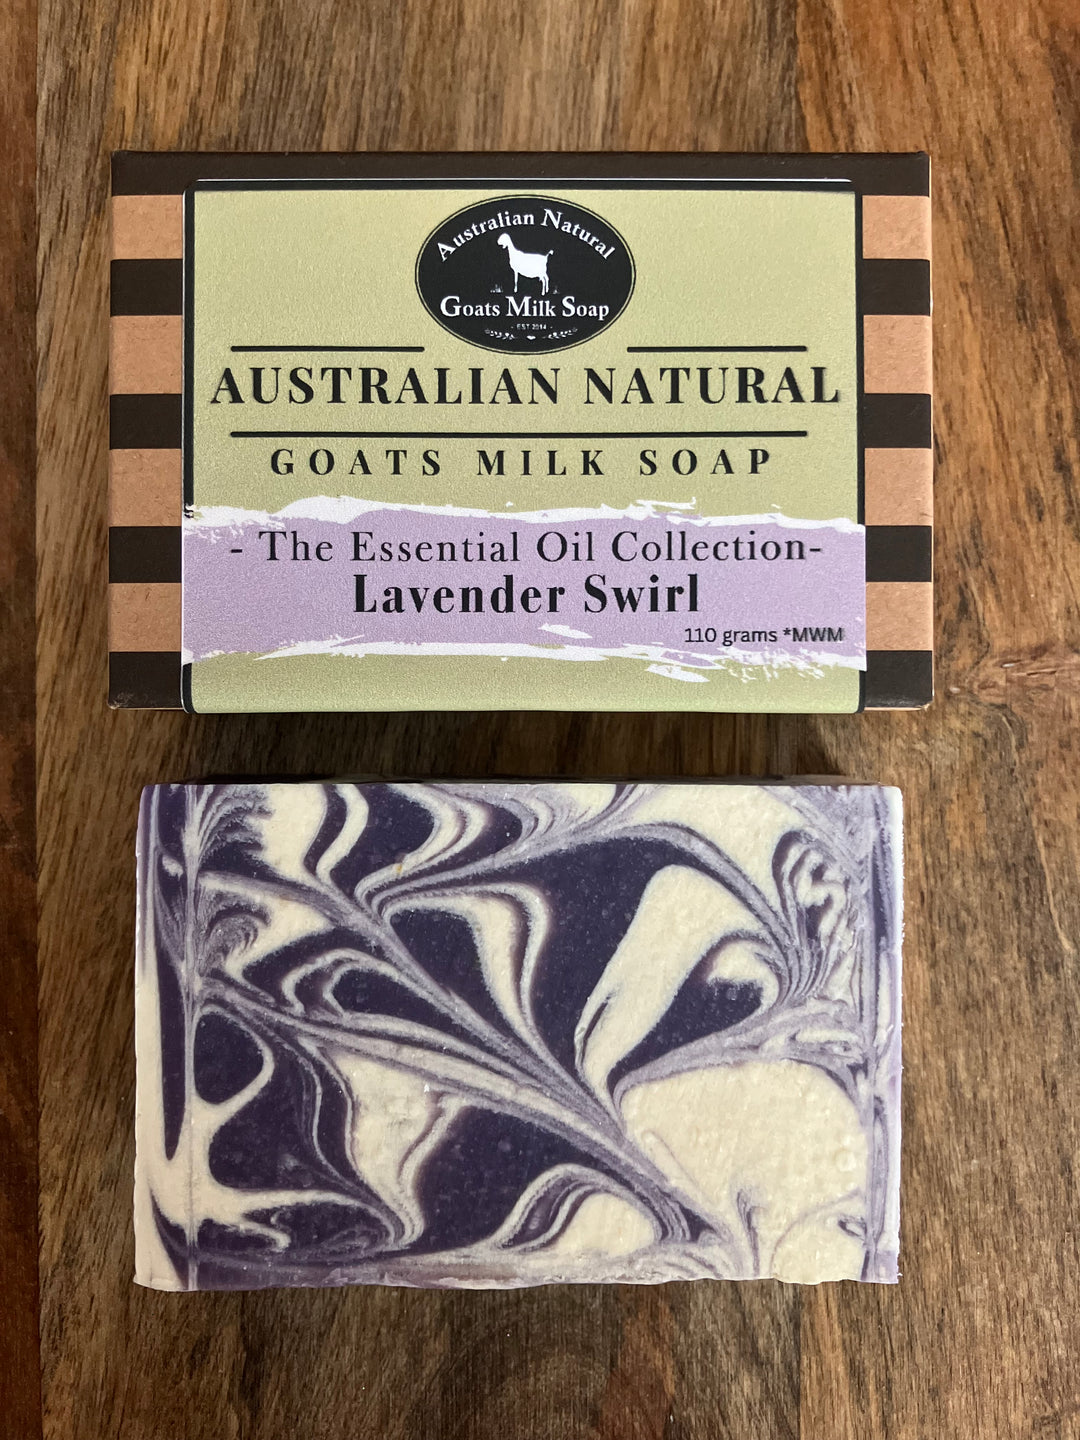 Australian Natural
Goats Milk Soap
- EST 2014 -
AUSTRALIAN NATURAL
GOATS MILK SOAP
- The Essential Oil Collection-
Lavender Swirl
110 grams *MWM